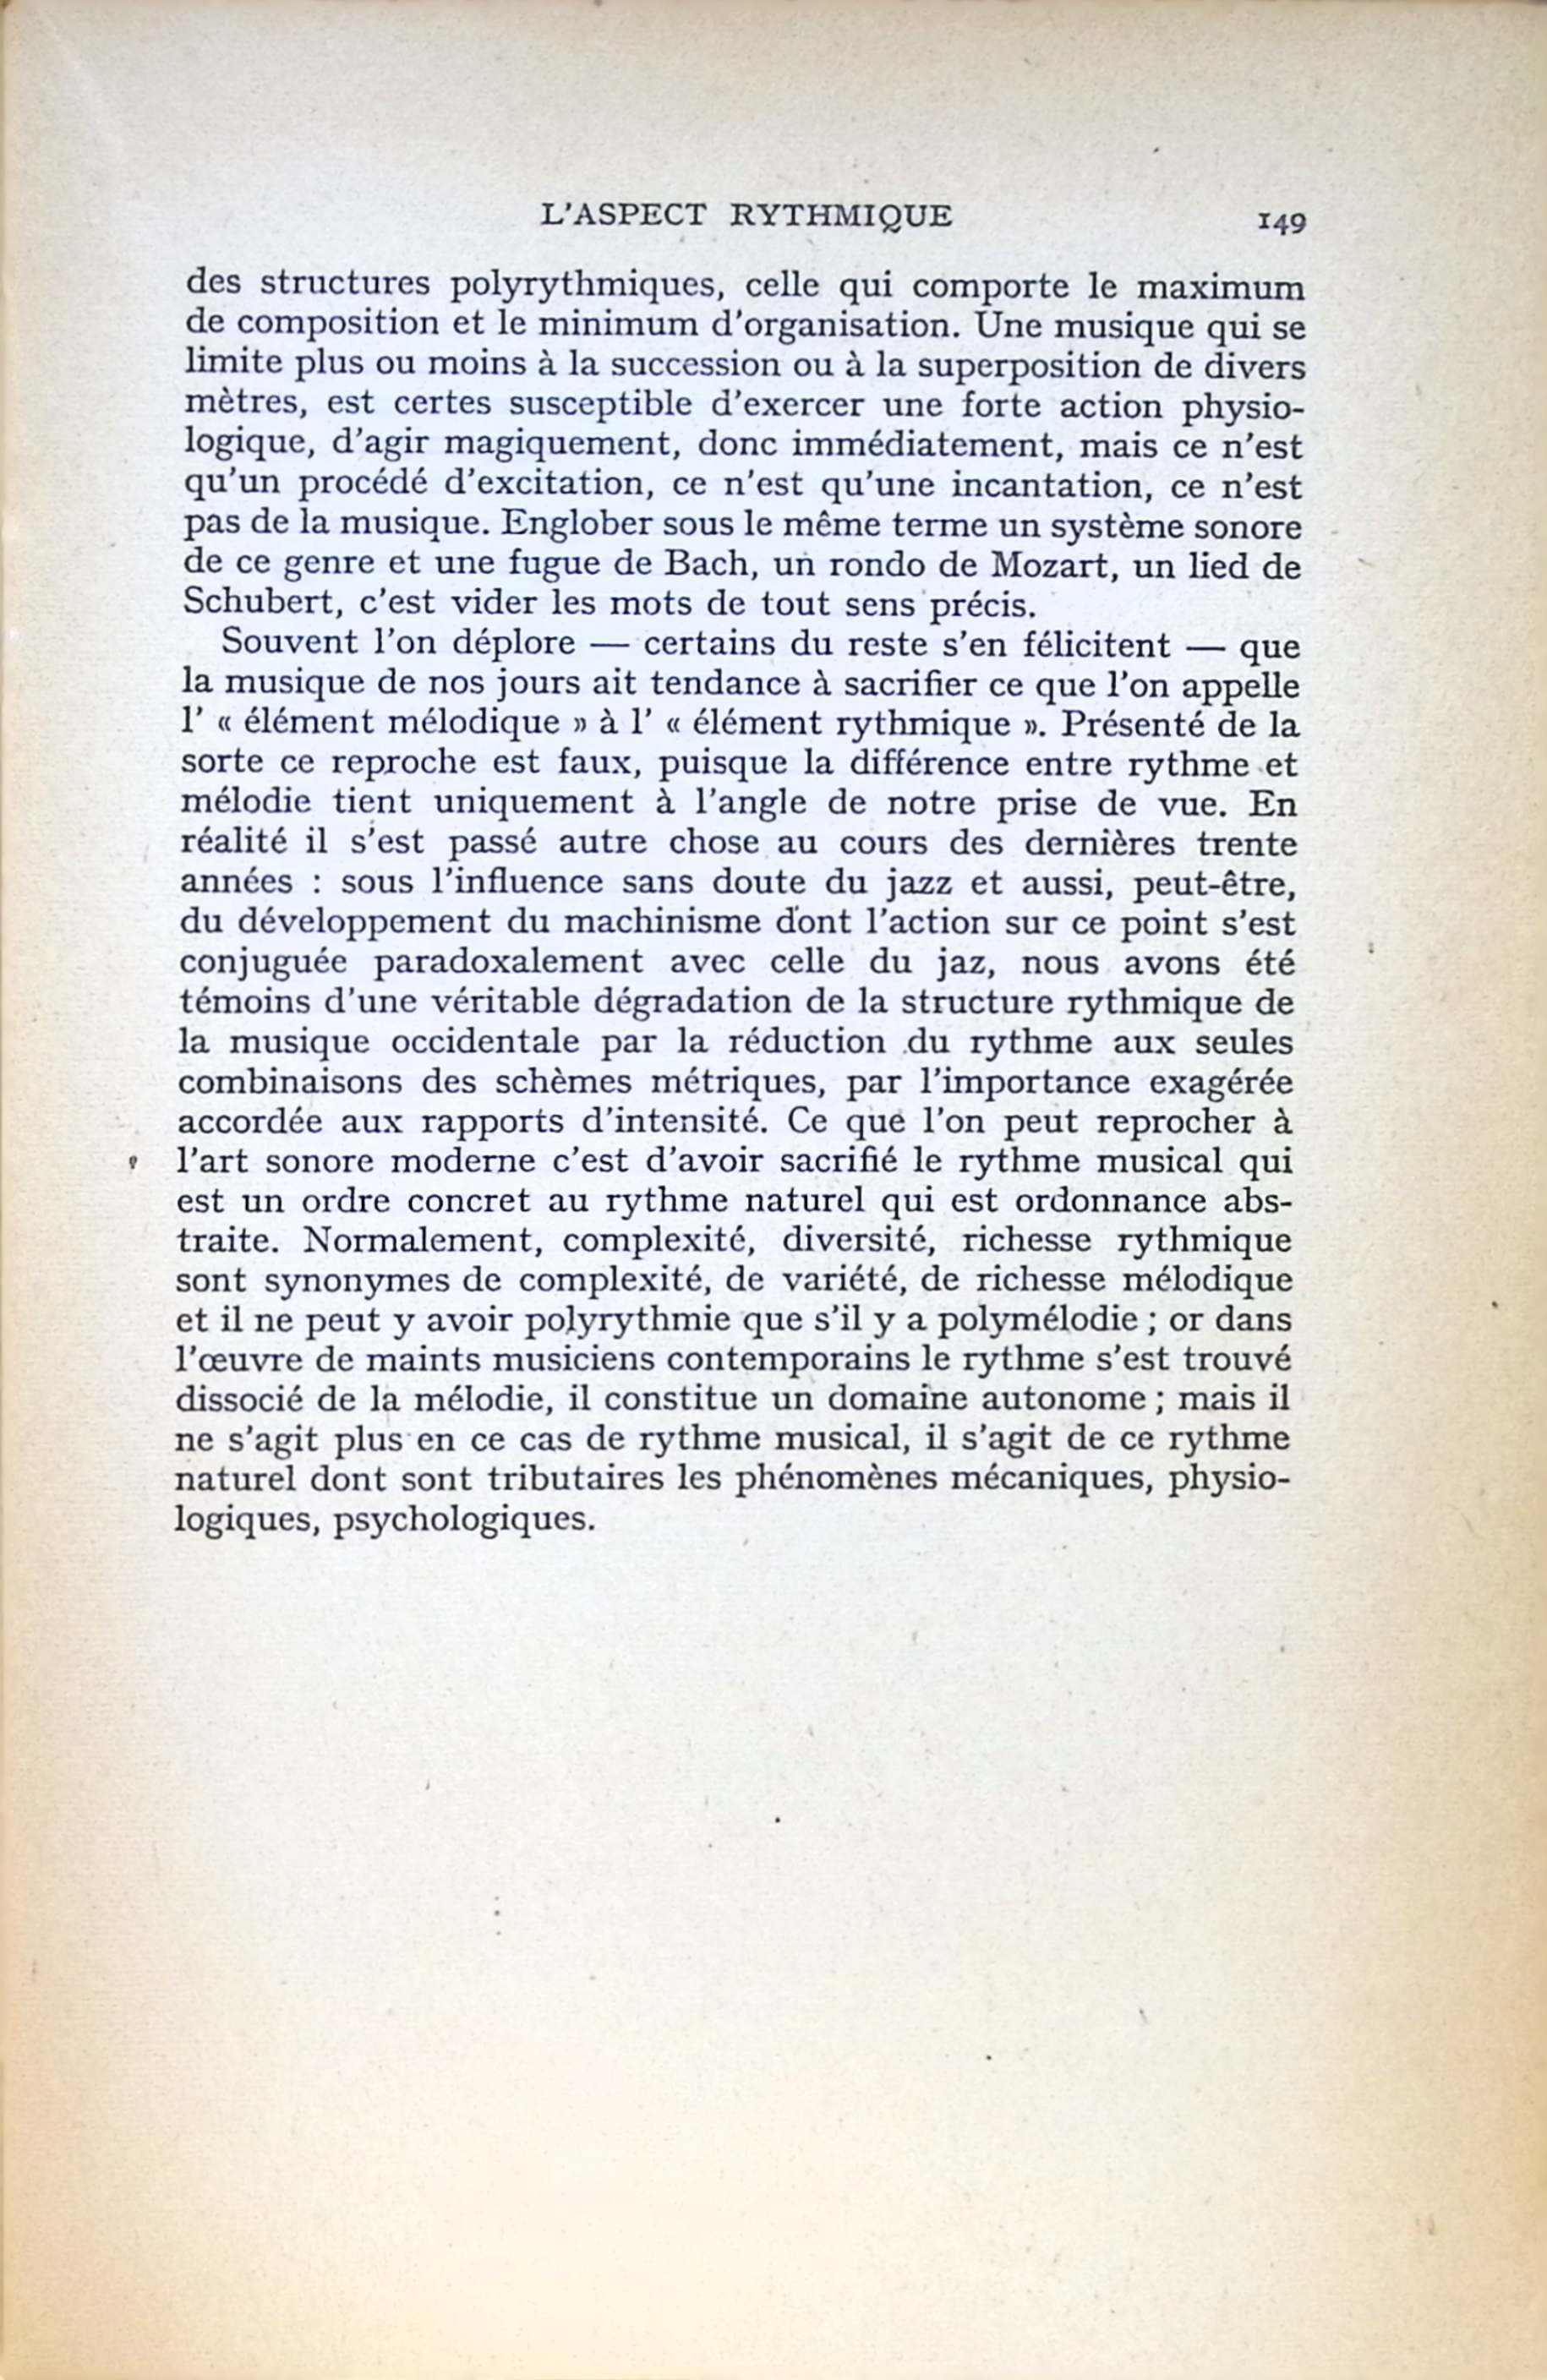 L'ASPECT RYTHMIQUE 149
des structures polyrythmiques, celle qui comporte le maximum
de composition et le minimum d'organisation. Une musique qui se
limite plus ou moins à la succession ou à la superposition de divers
mètres, est certes susceptible d'exercer une forte action physio-
logique, d'agir magiquement, donc immédiatement, mais ce n'est
qu'un procédé d'excitation, ce n'est qu'une incantation, ce n'est
pas de la musique. Englober sous le même terme un système sonore
de ce genre et une fugue de Bach, un rondo de Mozart, un lied de
Schubert, c'est vider les mots de tout sens précis.
Souvent l'on déplore — certains du reste s'en félicitent — que
la musique de nos jours ait tendance à sacrifier ce que l'on appelle
l' « élément mélodique » à l' « élément rythmique ». Présenté de la
sorte ce reproche est faux, puisque la différence entre rythme et
mélodie tient uniquement à l'angle de notre prise de vue. En
réalité il s'est passé autre chose au cours des dernières trente
années : sous l'influence sans doute du jazz et aussi, peut-être,
du développement du machinisme dont l'action sur ce point s'est
conjuguée paradoxalement avec celle du jaz, nous avons été
témoins d'une véritable dégradation de la structure rythmique de
la musique occidentale par la réduction du rythme aux seules
combinaisons des schèmes métriques, par l'importance exagérée
accordée aux rapports d'intensité. Ce que l'on peut reprocher à
l'art sonore moderne c'est d'avoir sacrifié le rythme musical qui
est un ordre concret au rythme naturel qui est ordonnance abs-
traite. Normalement, complexité, diversité, richesse rythmique
sont synonymes de complexité, de variété, de richesse mélodique
et il ne peut y avoir polyrythmie que s'il y a polymélodie ; or dans
l'œuvre de maints musiciens contemporains le rythme s'est trouvé
dissocié de la mélodie, il constitue un domaine autonome ; mais il
ne s'agit plus en ce cas de rythme musical, il s'agit de ce rythme
naturel dont sont tributaires les phénomènes mécaniques, physio-
logiques, psychologiques.